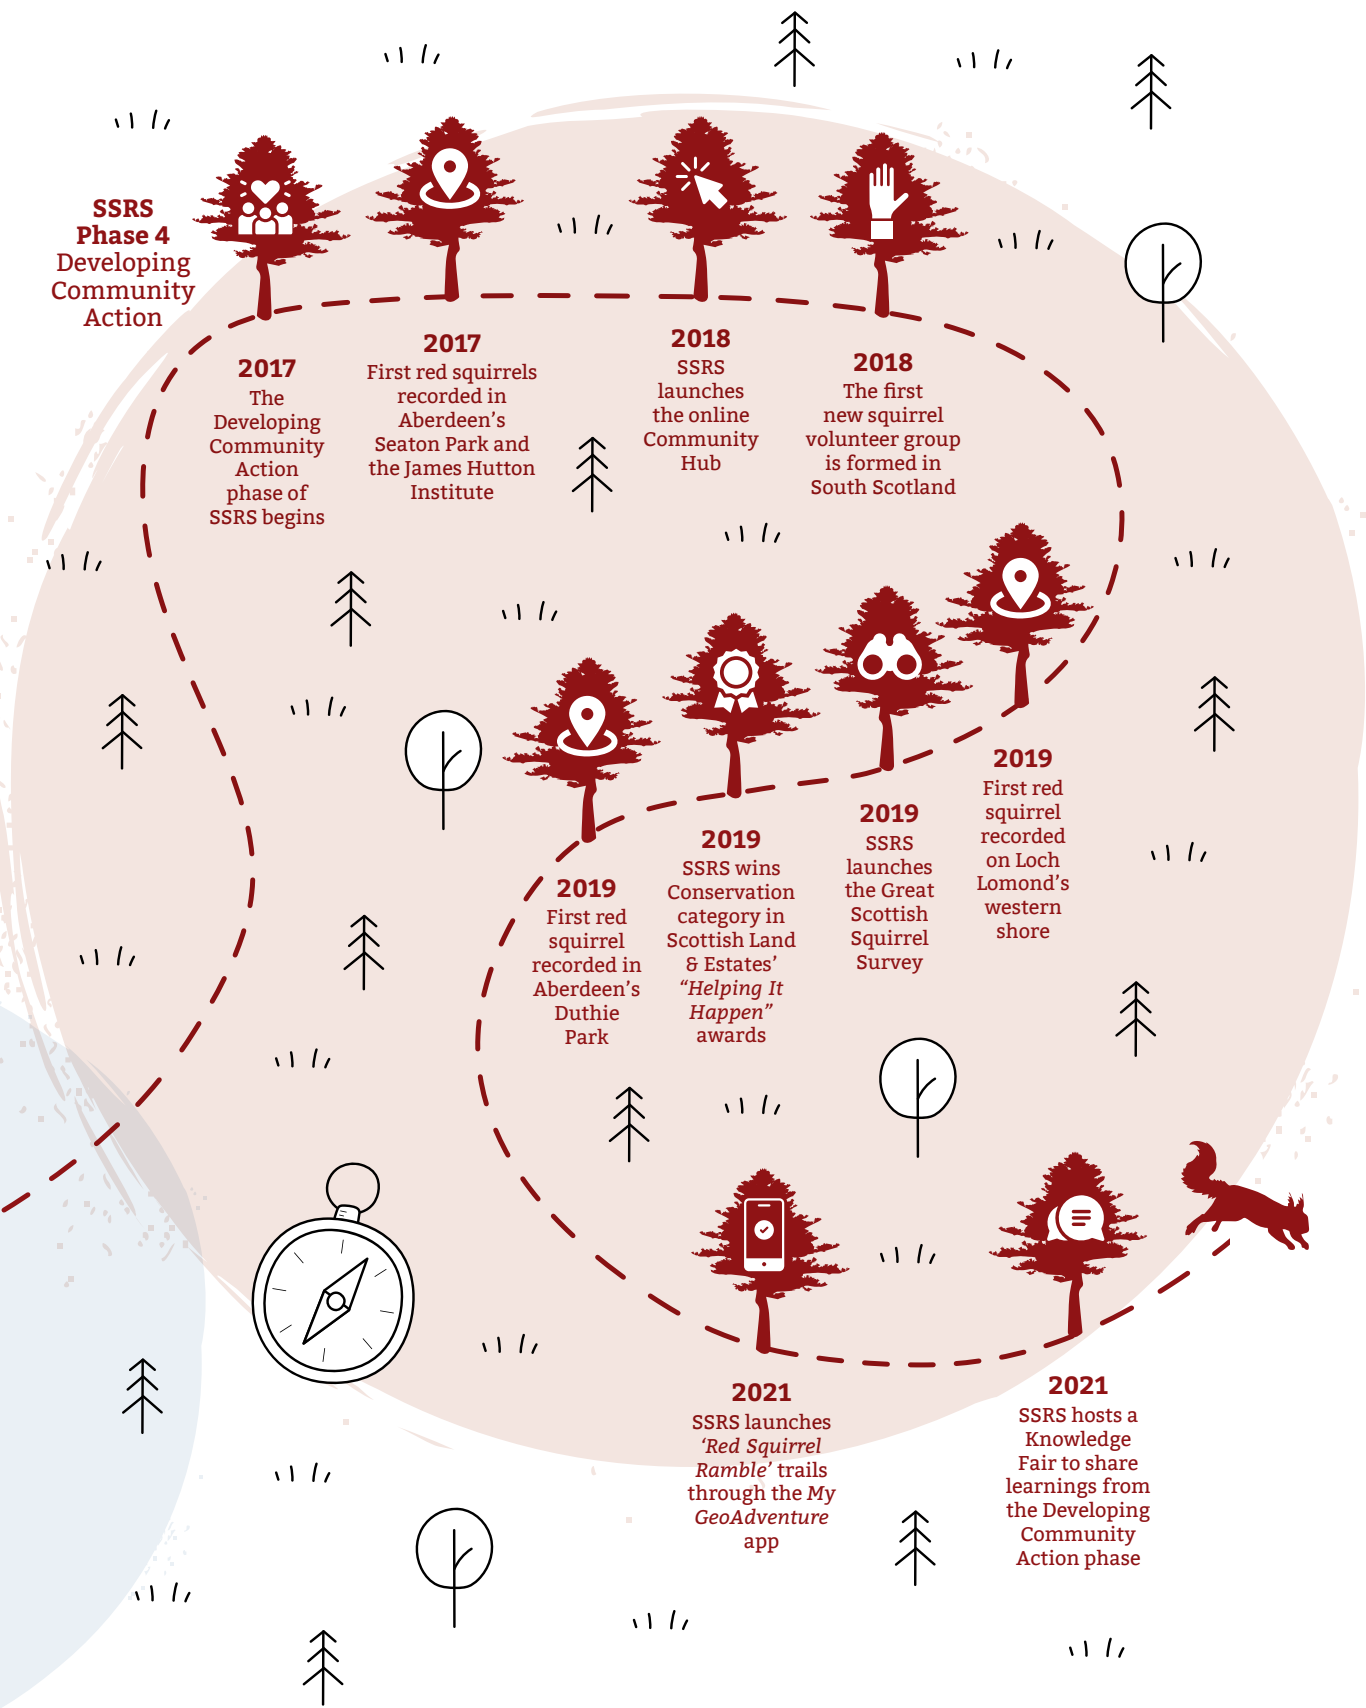 SSRS
Phase 4
Developing
Community
Action
2017
The
Developing
Community
Action
phase of
SSRS begins
2017
First red squirrels
recorded in
Aberdeen’s
Seaton Park and
the James Hutton
Institute
2018
SSRS
launches
the online
Community
Hub
2018
The first
new squirrel
volunteer group
is formed in
South Scotland
2019
First red
squirrel
recorded
on Loch
Lomond’s
western
shore
2019
SSRS
launches
the Great
Scottish
Squirrel
Survey
2019
SSRS wins
Conservation
category in
Scottish Land
& Estates’
“Helping It
Happen”
awards
2019
First red
squirrel
recorded in
Aberdeen’s
Duthie
Park
2021
SSRS launches
‘Red Squirrel
Ramble’ trails
through the My
GeoAdventure
app
2021
SSRS hosts a
Knowledge
Fair to share
learnings from
the Developing
Community
Action phase